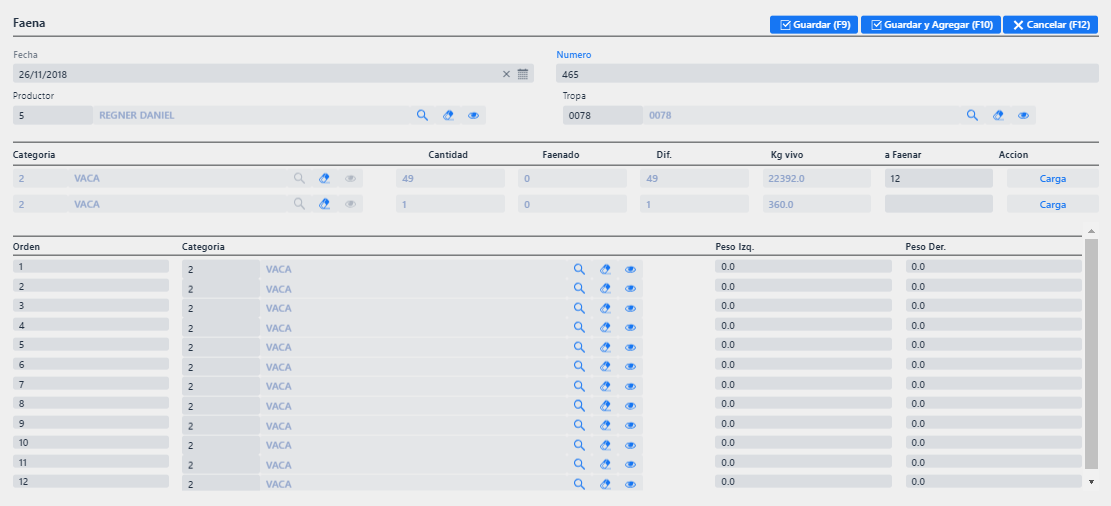 Faena
Guardar (F9) Guardar y Agregar (F10) Cancelar (F12)
Fecha Numero
26/11/2018 465
Productor Tropa
5 REGNER DANIEL 0078 0078
Categoria Cantidad Faenado Dif. Kg vivo a Faenar Accion
2 VACA 49 0 49 22392.0 12 Carga
2 VACA 1 0 1 360.0 Carga
Orden Categoria Peso Izq. Peso Der.
1 2 VACA 0.0 0.0
2 2 VACA 0.0 0.0
3 2 VACA 0.0 0.0
4 2 VACA 0.0 0.0
5 2 VACA 0.0 0.0
6 2 VACA 0.0 0.0
7 2 VACA 0.0 0.0
8 2 VACA 0.0 0.0
9 2 VACA 0.0 0.0
10 2 VACA 0.0 0.0
11 2 VACA 0.0 0.0
12 2 VACA 0.0 0.0